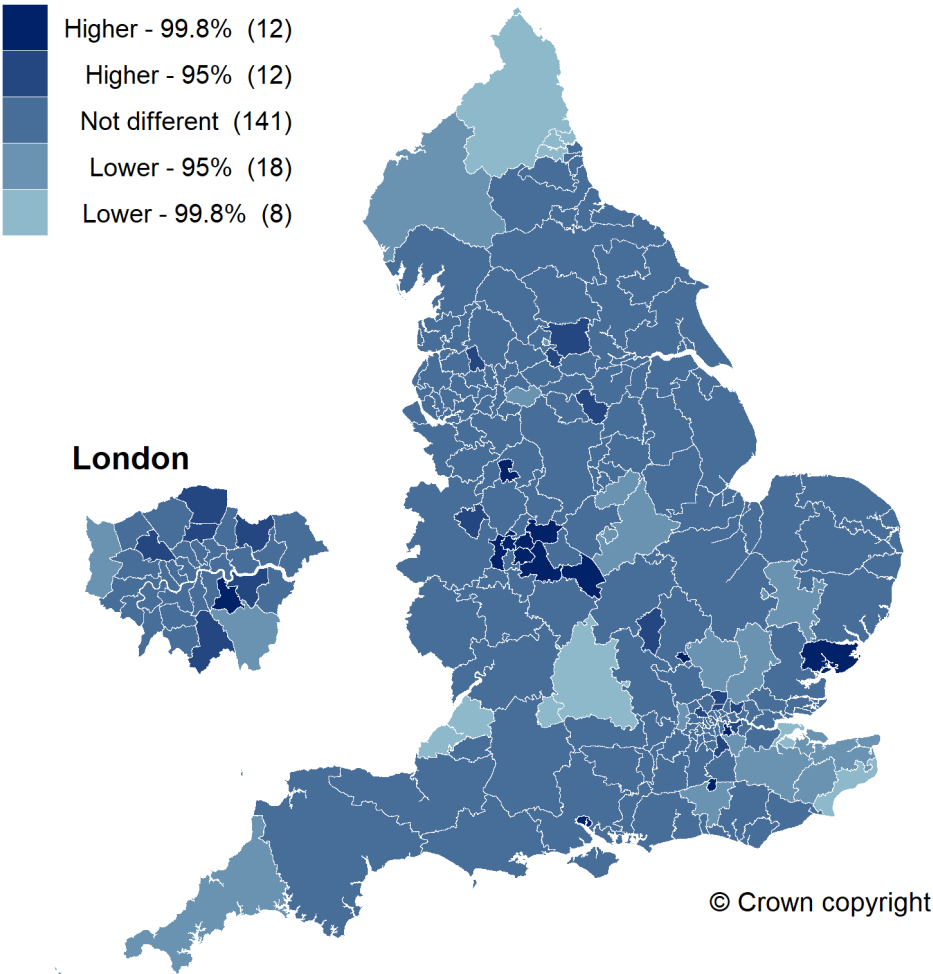 Higher - 99.8% (12)
Higher - 95% (12)
Not different (141)
Lower - 95% (18)
Lower - 99.8% (8)
London
© Crown copyright